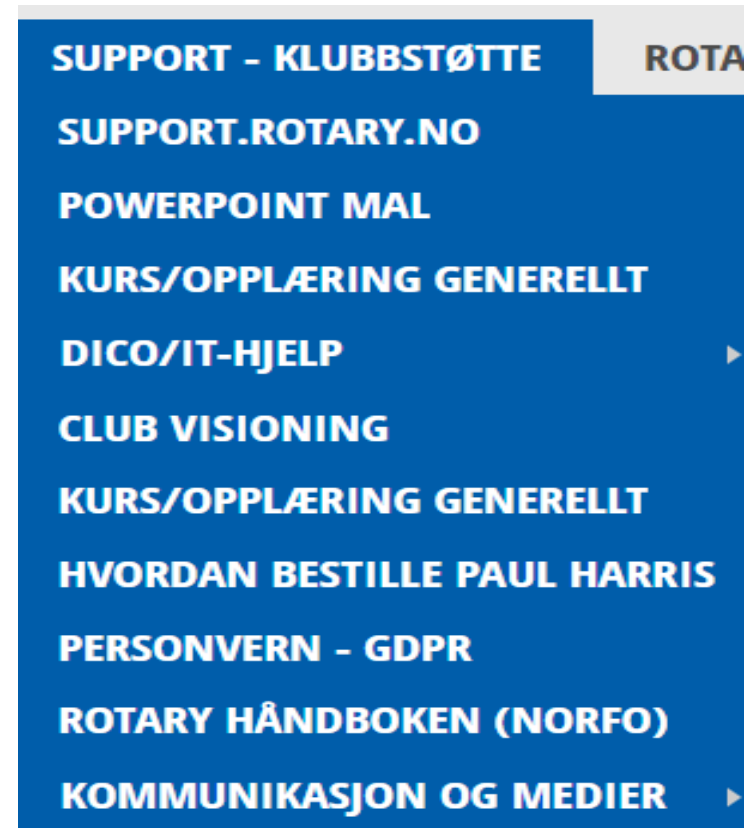 SUPPORT - KLUBBSTØTTE ROTA
SUPPORT.ROTARY.NO
POWERPOINT MAL
KURS/OPPLÆRING GENERELLT
DICO/IT-HJELP
CLUB VISIONING
KURS/OPPLÆRING GENERELLT
HVORDAN BESTILLE PAUL HARRIS
PERSONVERN - GDPR
ROTARY HÅNDBOKEN (NORFO)
KOMMUNIKASJON OG MEDIER